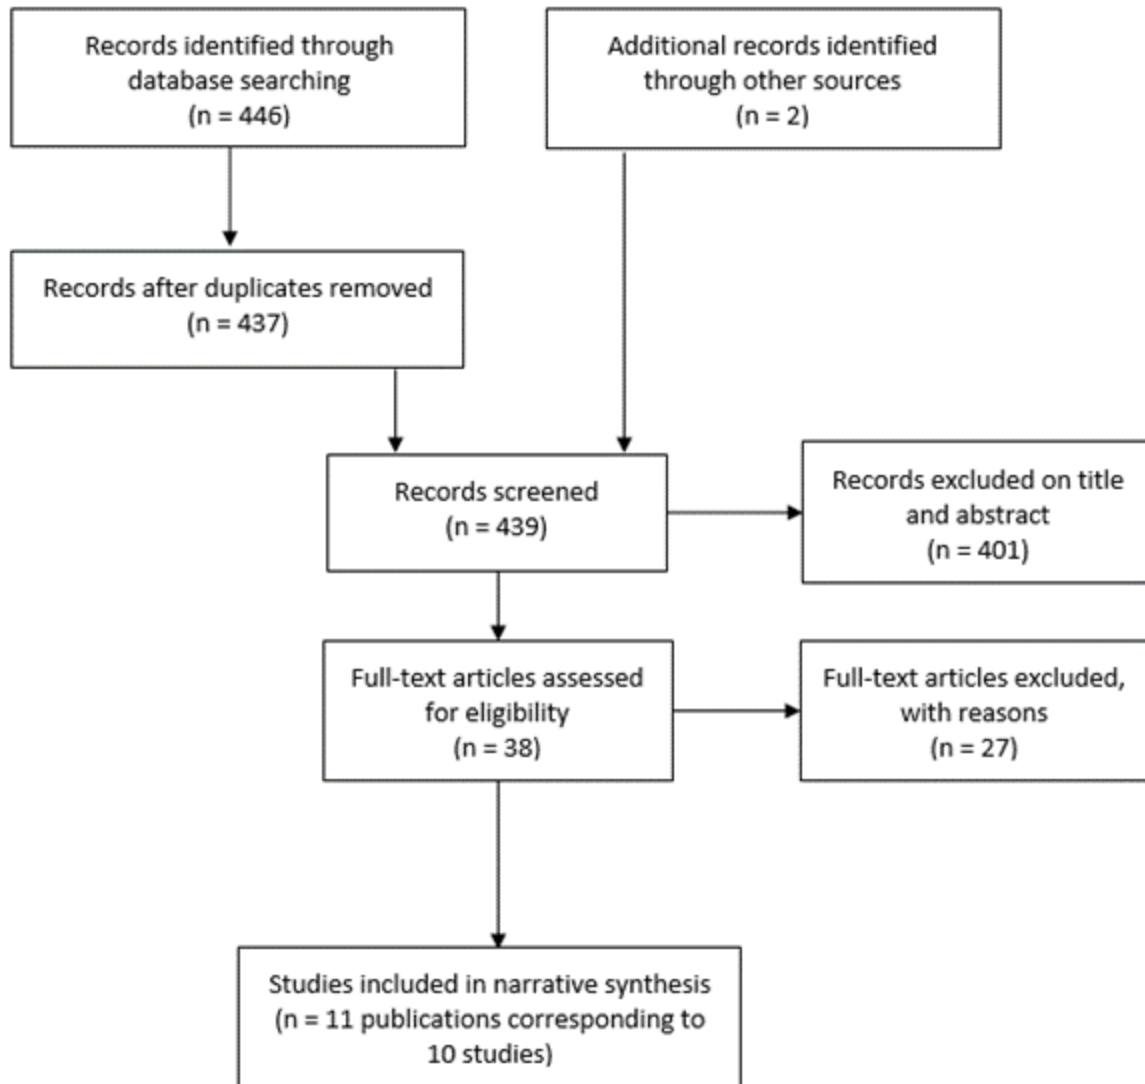 Records identified through
database searching
(n = 446)
Additional records identified
through other sources
(n = 2)
Records after duplicates removed
(n = 437)
Records screened
(n = 439)
Records excluded on title
and abstract
(n = 401)
Full-text articles assessed
for eligibility
(n = 38)
Full-text articles excluded,
with reasons
(n = 27)
Studies included in narrative synthesis
(n = 11 publications corresponding to
10 studies)